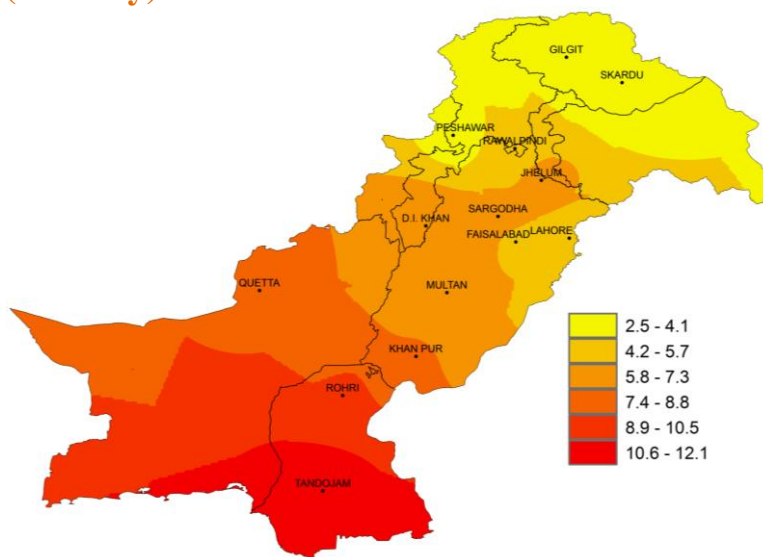 GILGIT
SKARDU
PESHAWAR
RAWALPINDI
JHELUM
SARGODHA
D.I. KHAN
FAISALABAD
LAHORE
QUETTA
MULTAN
KHAN PUR
ROHRI
TANDOJAM
2.5 - 4.1
4.2 - 5.7
5.8 - 7.3
7.4 - 8.8
8.9 - 10.5
10.6 - 12.1